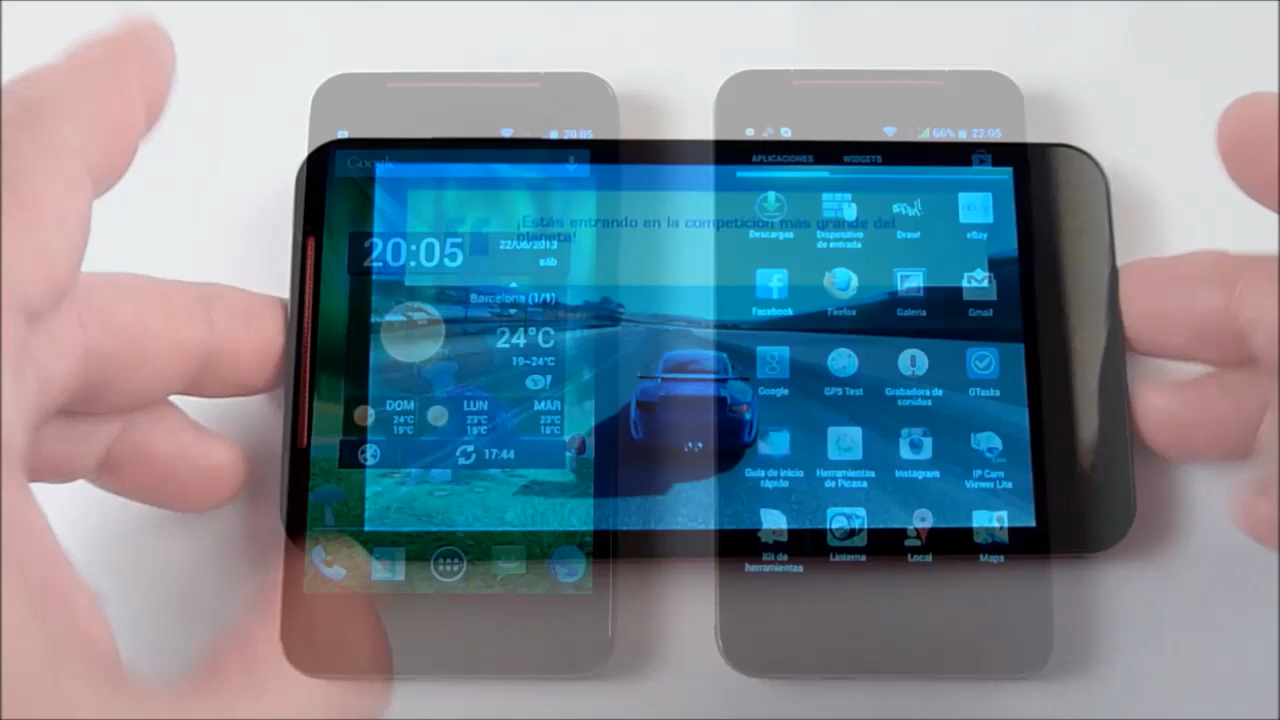 20:05
66% 22:05
Google
APLICACIONES WIDGETS
¡Estás entrando en la competición más grande del
planeta!
20:05
22/06/2013
sáb
Barcelona (1/1)
24°C
19~24°C
DOM LUN MAR
24°C 23°C 23°C
19°C 19°C 18°C
17:44
Descargas
Dispositivo
de entrada
Draw!
eBay
Facebook
Firefox
Galería
Gmail
Google
GPS Test
Grabadora de
sonidos
GTasks
Guía de inicio
rápido
Herramientas
de Picasa
Instagram
IP Cam
Viewer Lite
Kit de
herramientas
Linterna
Local
Maps